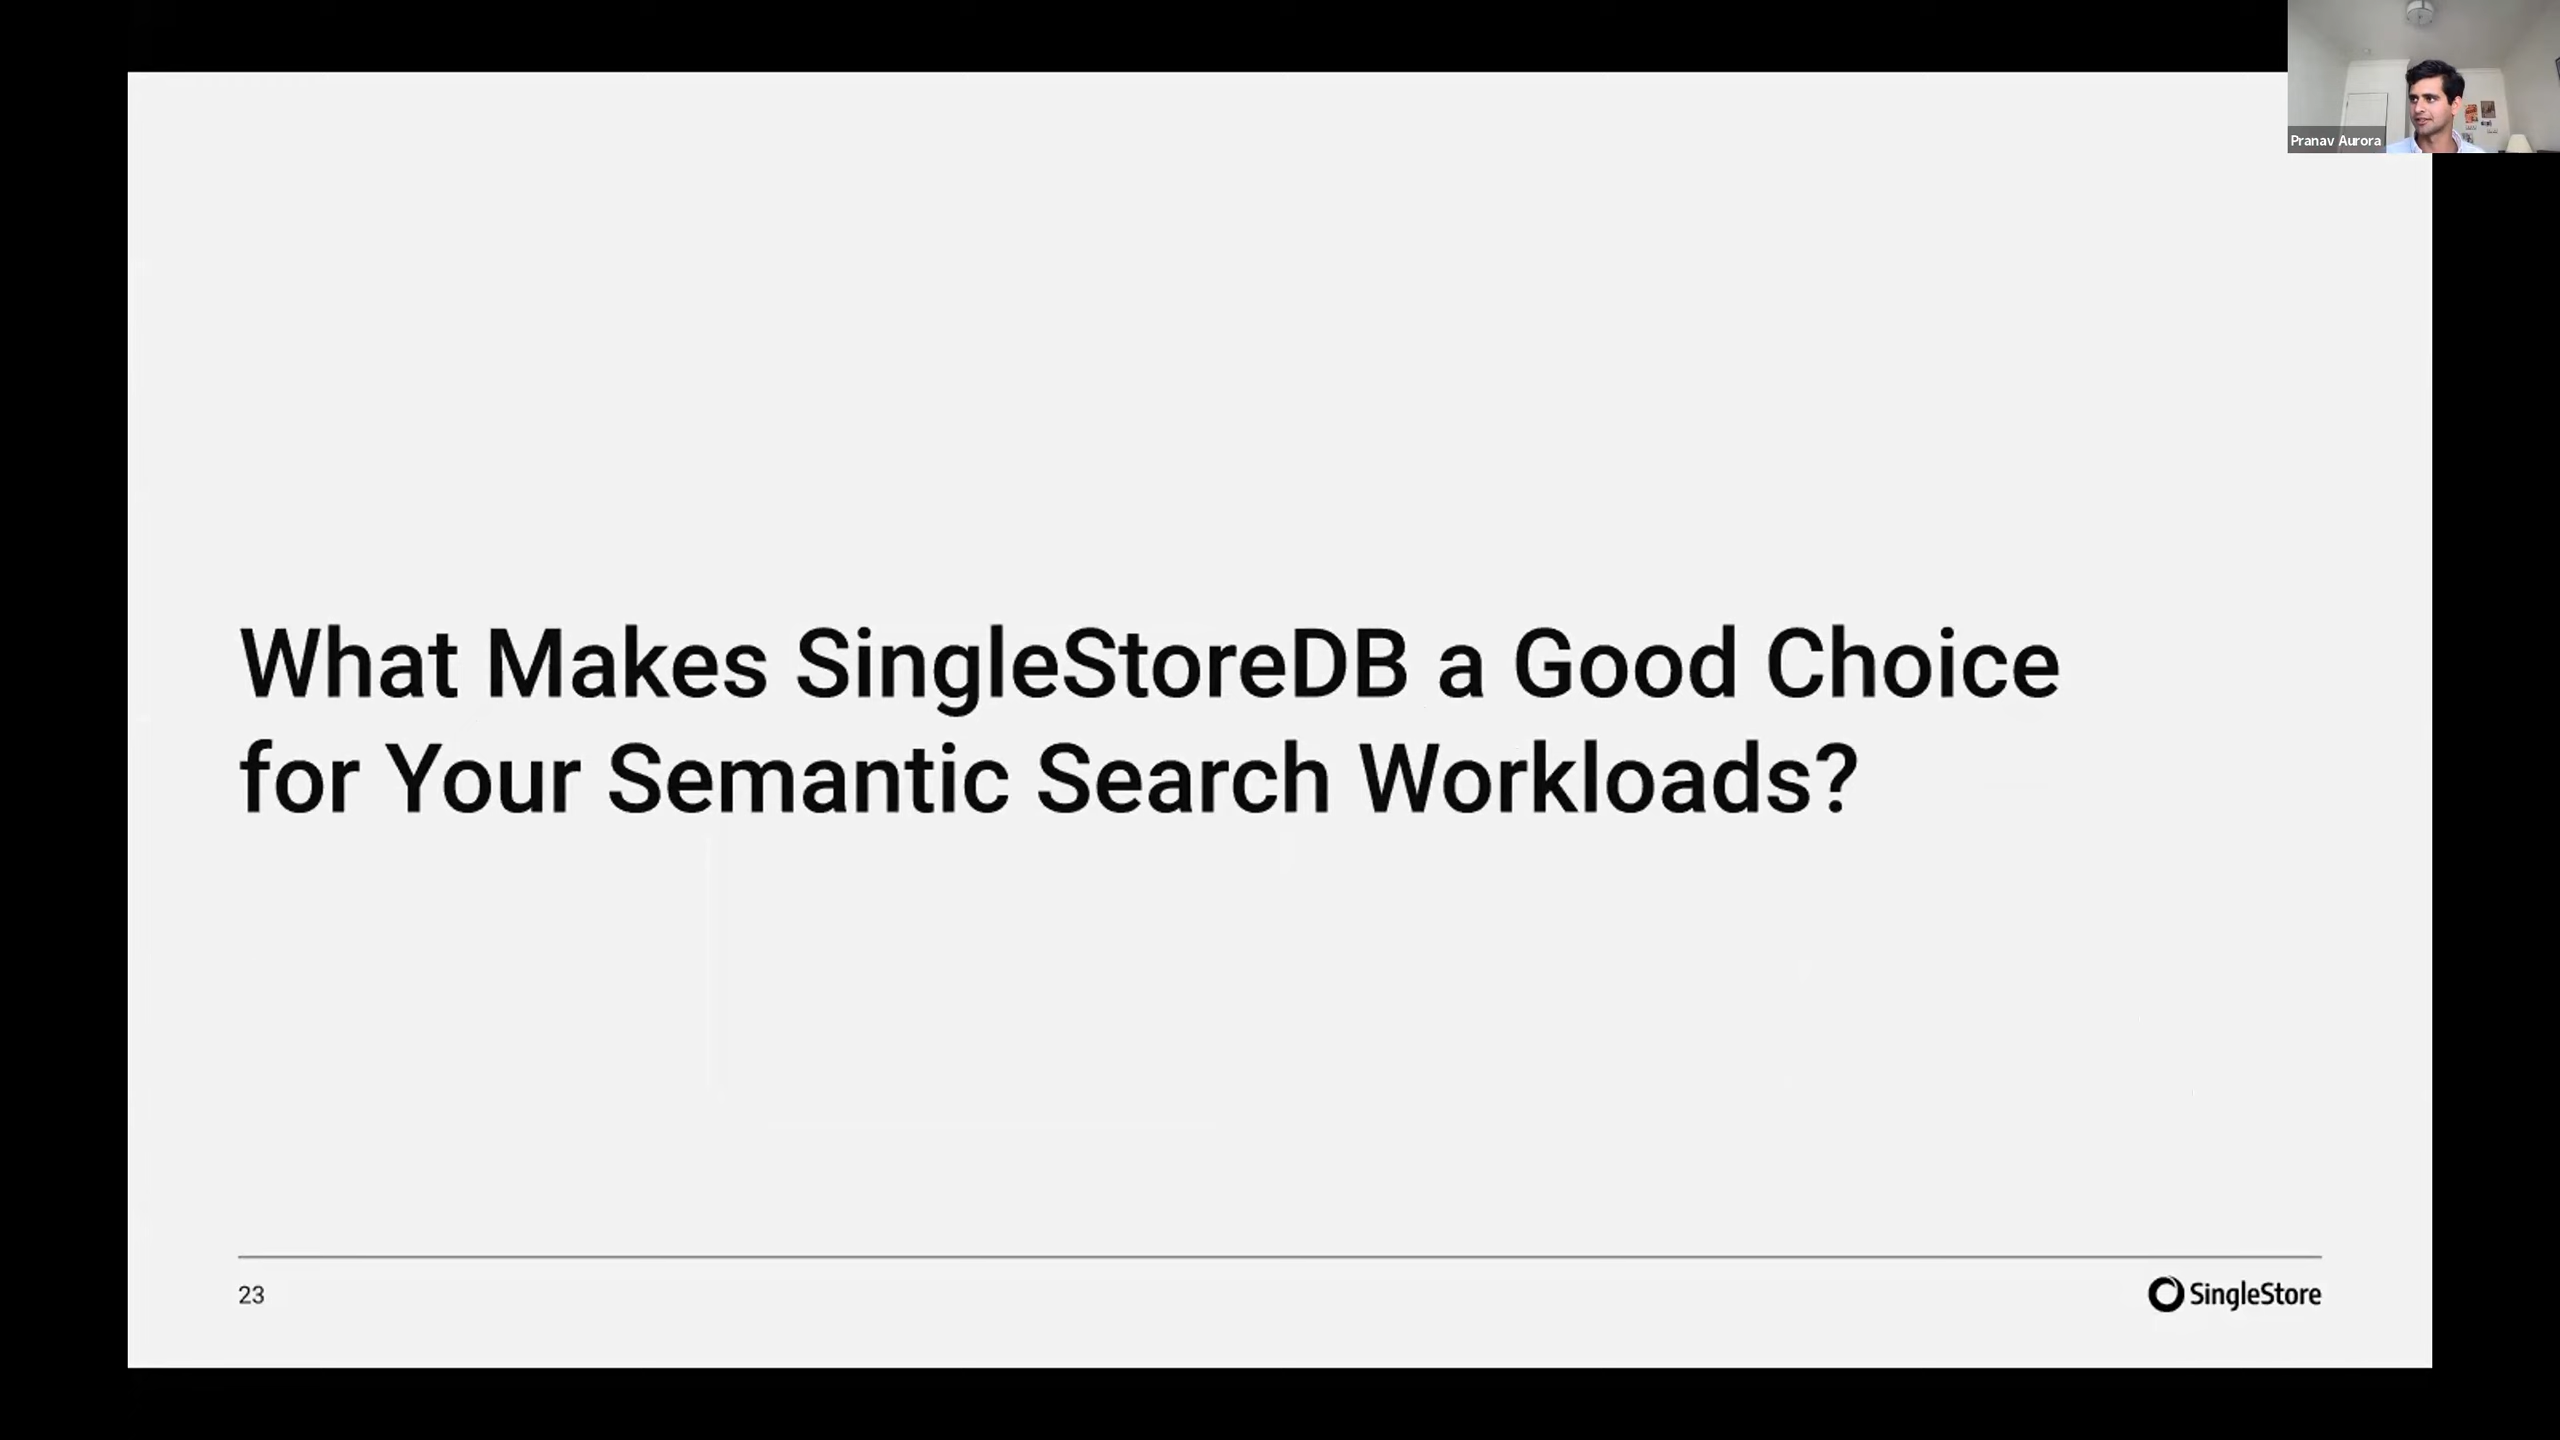 Pranav Aurora
What Makes SingleStoreDB a Good Choice
for Your Semantic Search Workloads?
23
SingleStore